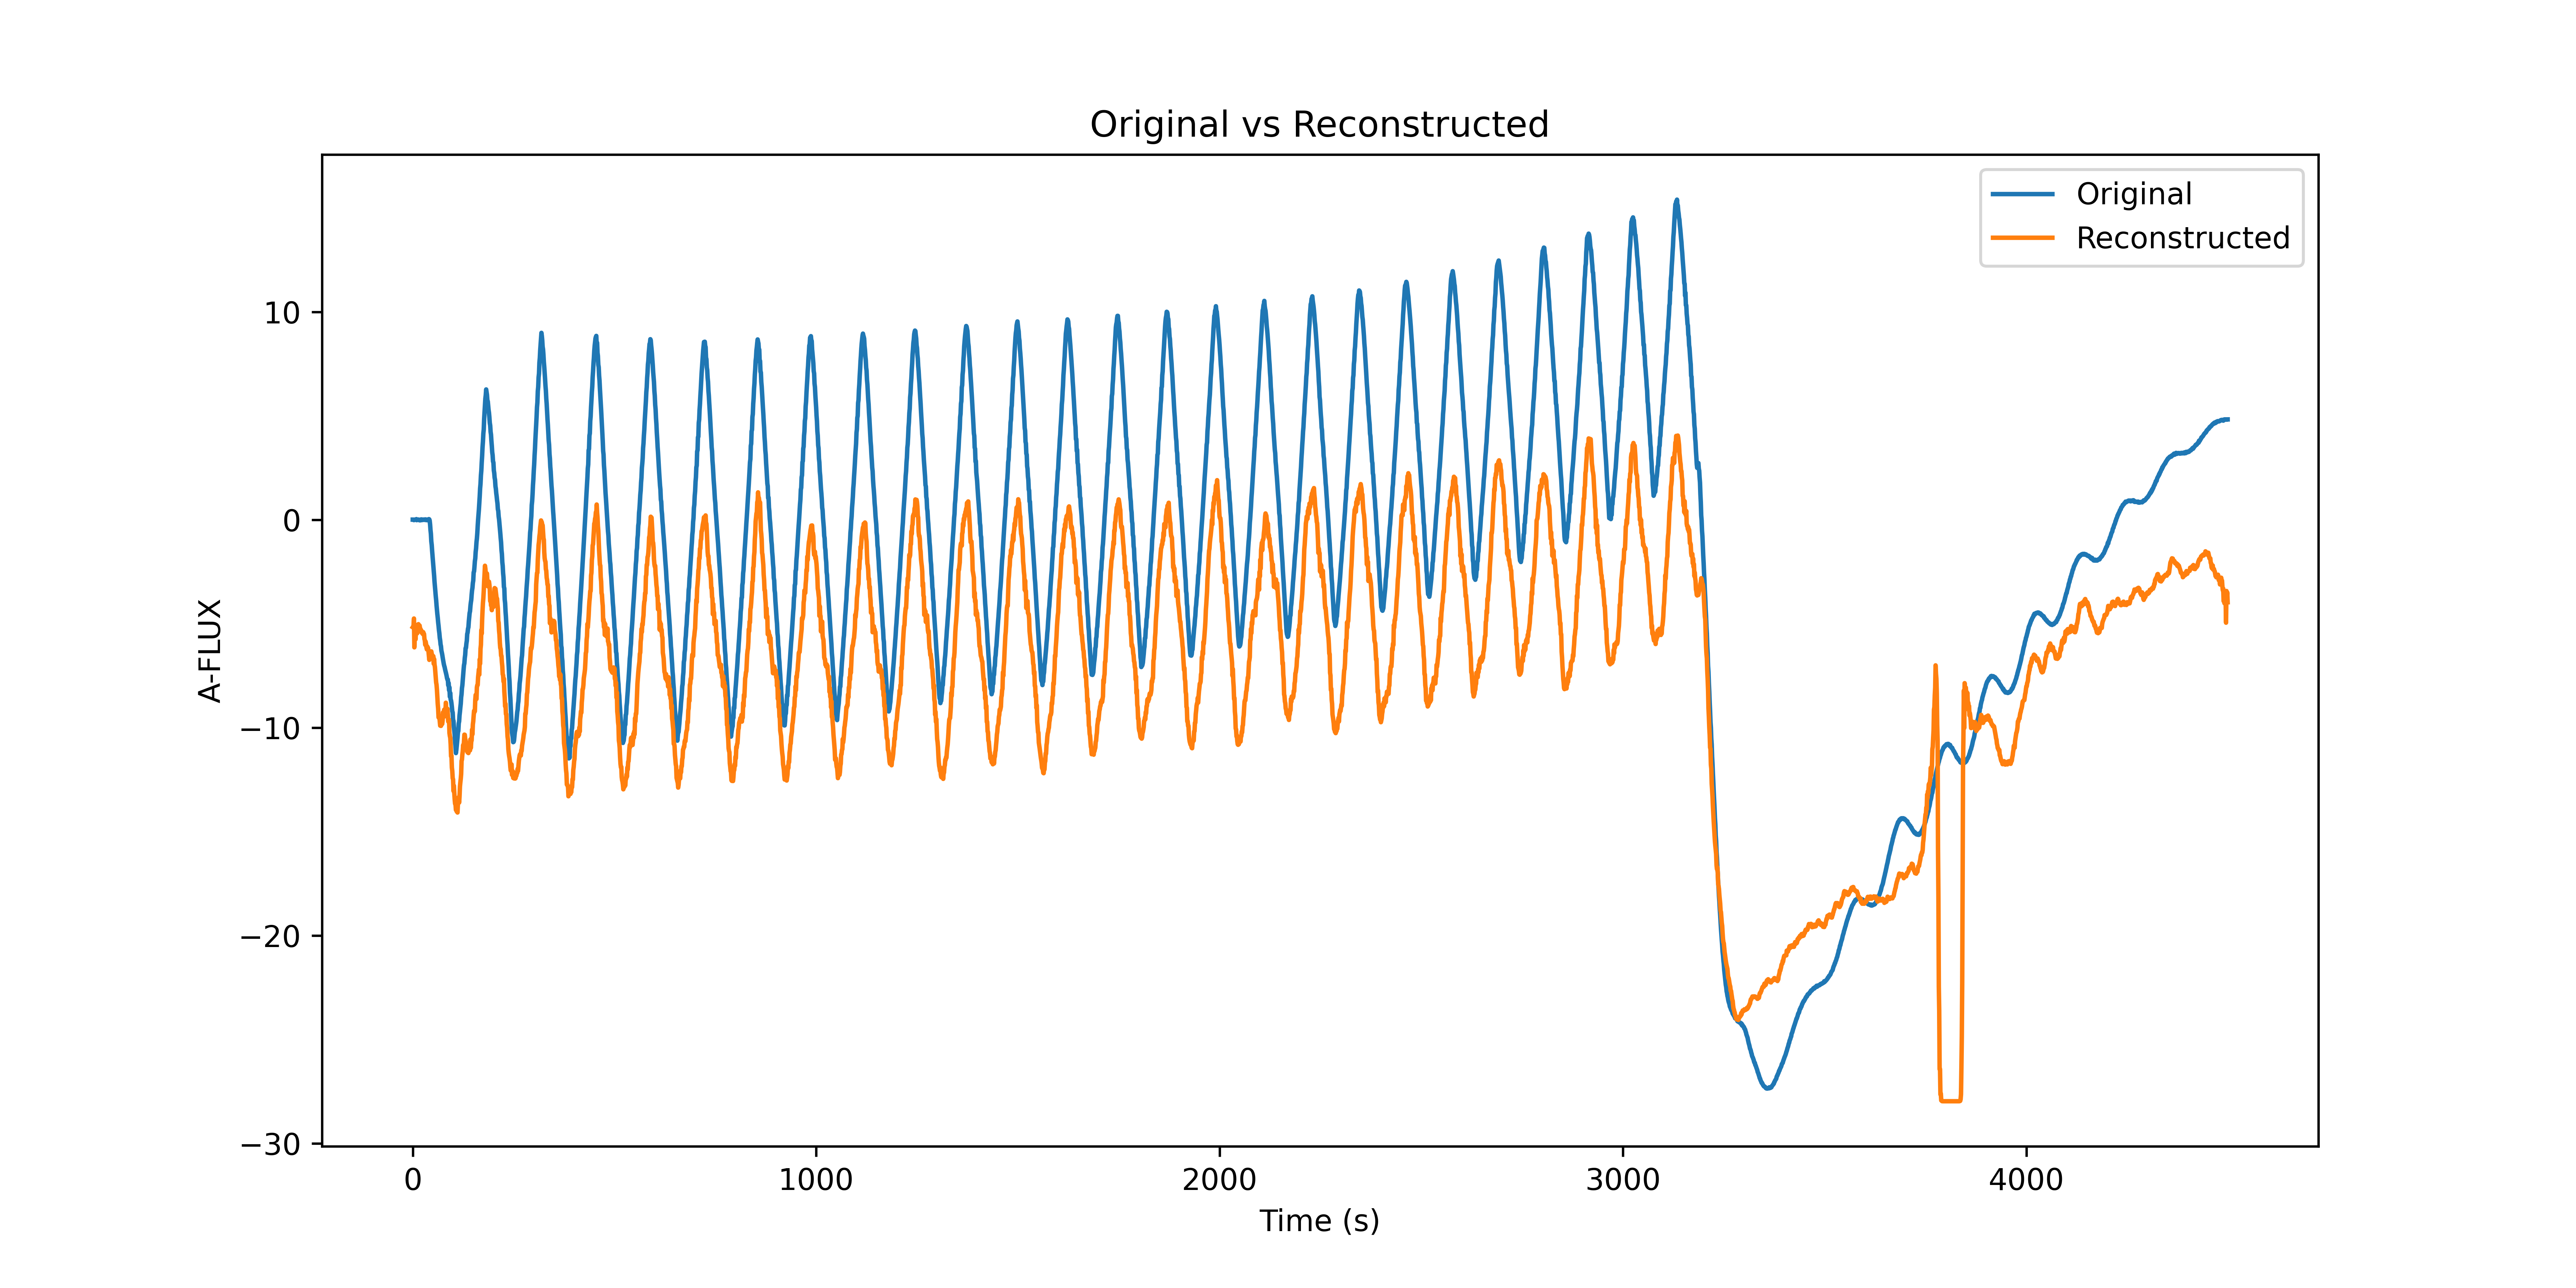 Original vs Reconstructed
Original
Reconstructed
A-FLUX
10
0
−10
−20
−30
0 1000 2000 3000 4000
Time (s)